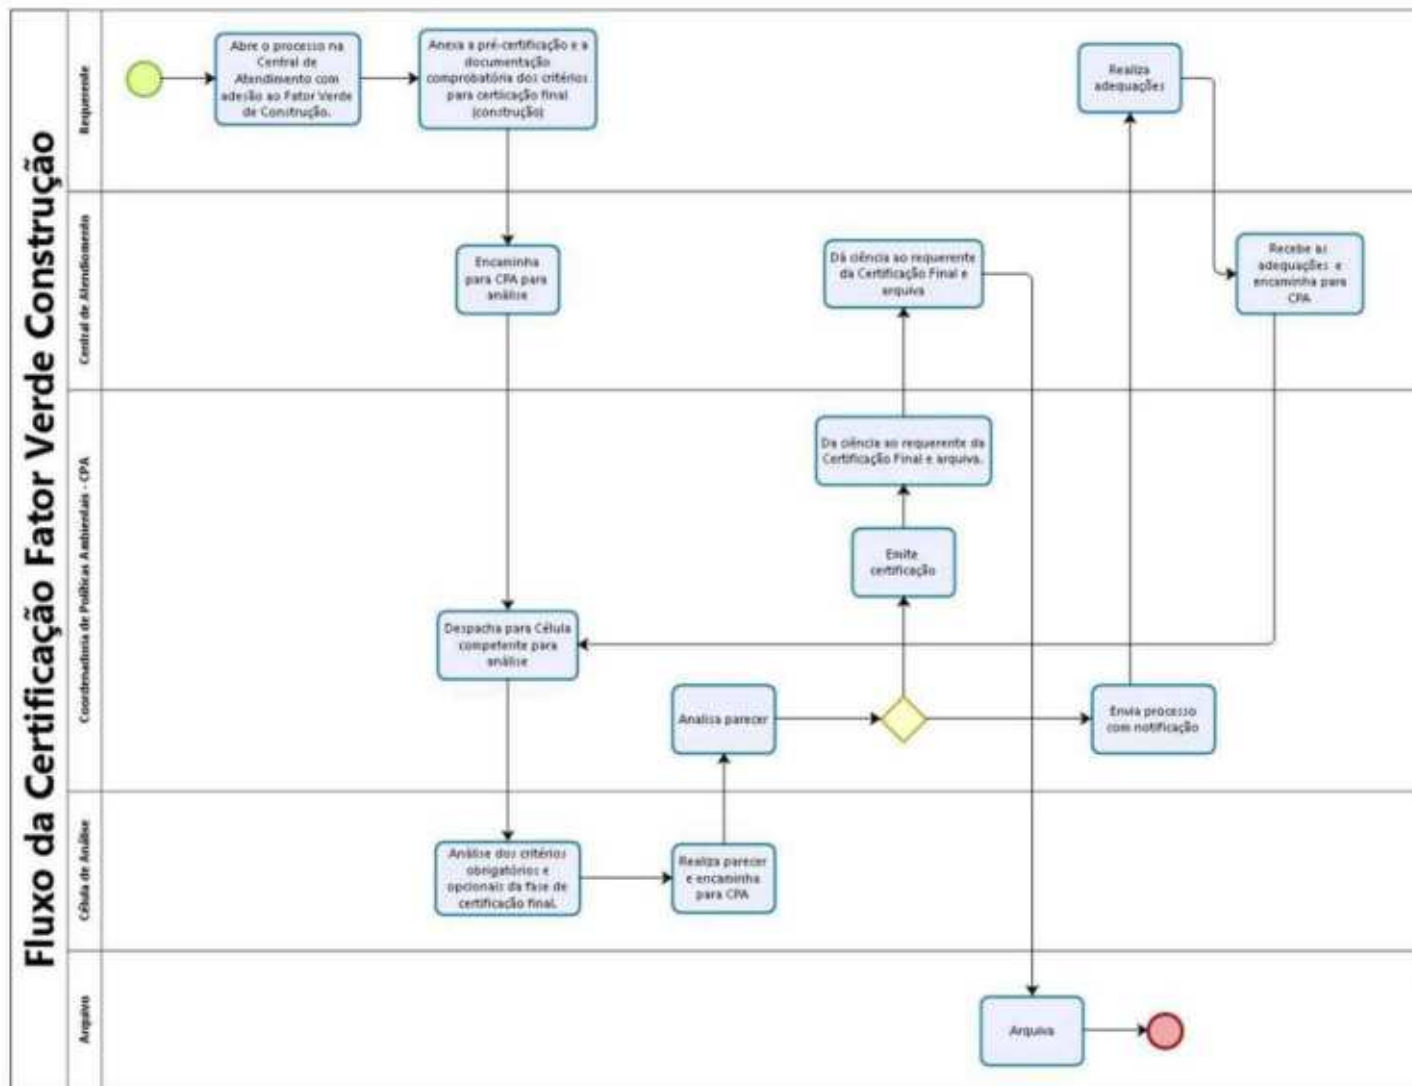 Fluxo da Certificação Fator Verde Construção
Requerente
Abre o processo na
Central de
Atendimento com
adesão ao Fator Verde
de Construção.
Anexa a pré-certificação e a
documentação
comprobatória dos critérios
para certicação final
(construção)
Realiza
adequações
Central de Atendiomento
Encaminha
para CPA para
análise
Dá ciência ao requerente
da Certificação Final e
arquiva
Recebe as
adequações e
encaminha para
CPA
Coordenadoria de Políticas Ambientais - CPA
Da ciência ao requerente da
Certificação Final e arquiva.
Emite
certificação
Despacha para Célula
competente para
análise
Analisa parecer
Envia processo
com notificação
Célula de Análise
Análise dos critérios
obrigatórios e
opcionais da fase de
certificação final.
Realiza parecer
e encaminha
para CPA
Arquivo
Arquiva